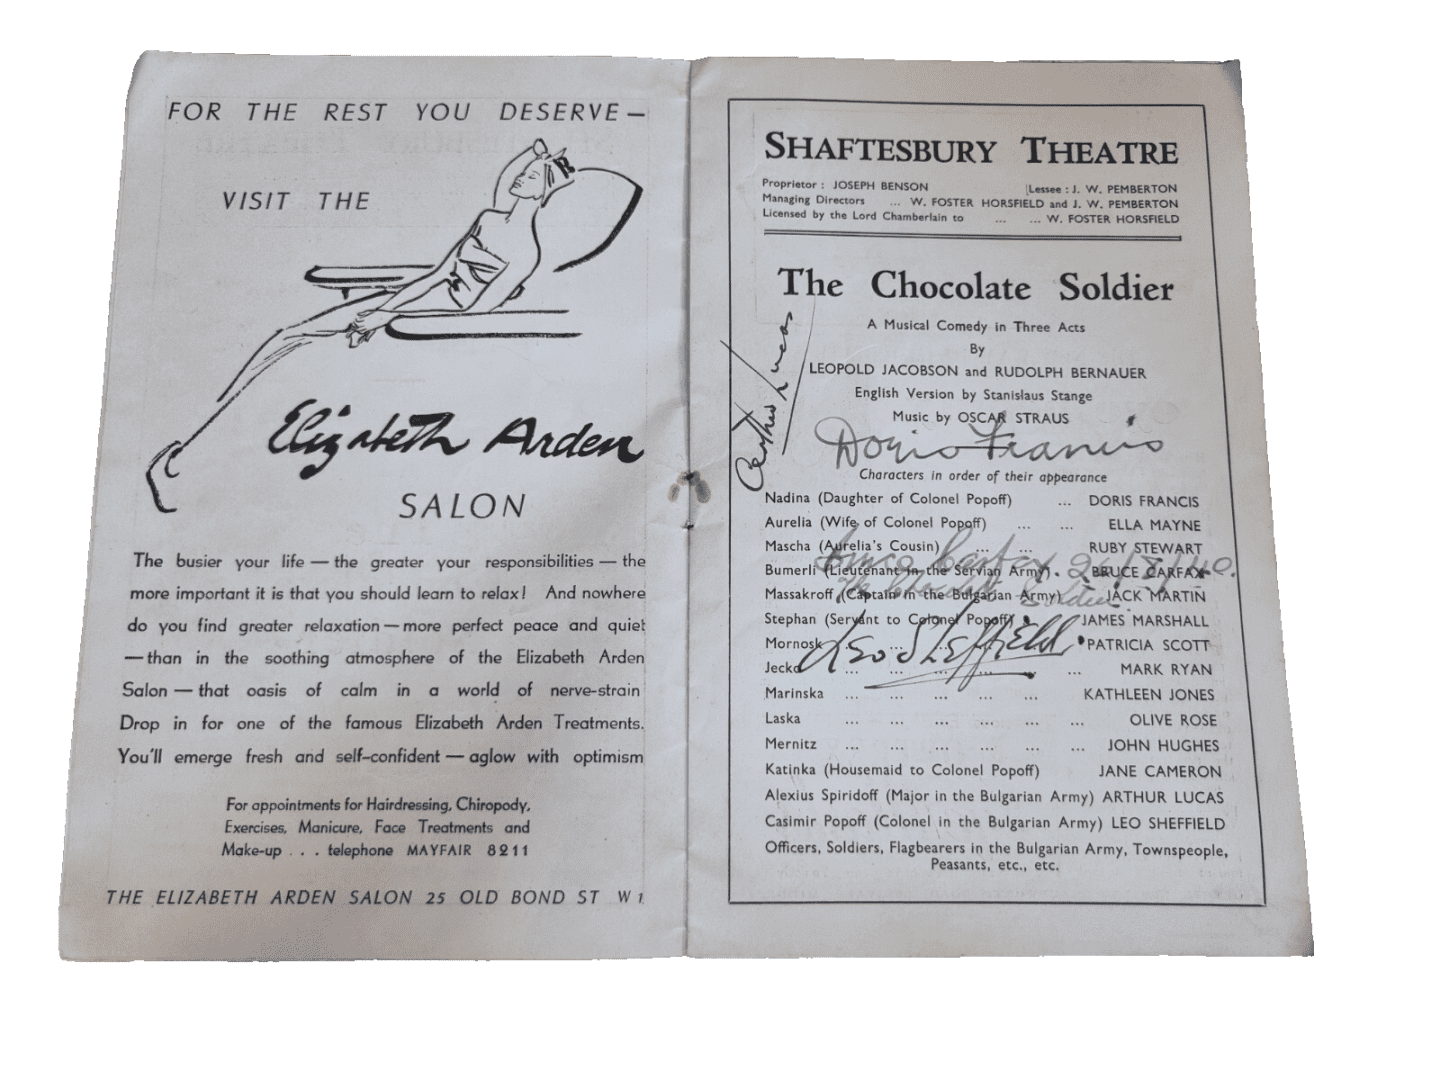 FOR THE REST YOU DESERVE —
VISIT THE
Elizabeth Arden
SALON
The busier your life — the greater your responsibilities — the
more important it is that you should learn to relax! And nowhere
do you find greater relaxation — more perfect peace and quiet
— than in the soothing atmosphere of the Elizabeth Arden
Salon — that oasis of calm in a world of nerve-strain
Drop in for one of the famous Elizabeth Arden Treatments.
You'll emerge fresh and self-confident — aglow with optimism
For appointments for Hairdressing, Chiropody,
Exercises, Manicure, Face Treatments and
Make-up . . . telephone MAYFAIR 8211
THE ELIZABETH ARDEN SALON 25 OLD BOND ST W 1
SHAFTESBURY THEATRE
Proprietor : JOSEPH BENSON Lessee : J. W. PEMBERTON
Managing Directors ... W. FOSTER HORSFIELD and J. W. PEMBERTON
Licensed by the Lord Chamberlain to ... ... W. FOSTER HORSFIELD
The Chocolate Soldier
A Musical Comedy in Three Acts
By
LEOPOLD JACOBSON and RUDOLPH BERNAUER
English Version by Stanislaus Stange
Music by OSCAR STRAUS
Arthur Lucas
Doris Francis
Characters in order of their appearance
Nadina (Daughter of Colonel Popoff) ... DORIS FRANCIS
Aurelia (Wife of Colonel Popoff) ... ... ELLA MAYNE
Mascha (Aurelia's Cousin) ... ... RUBY STEWART
Bruce Carfax
Bumerli (Lieutenant in the Servian Army) . BRUCE CARFAX
The Chocolate Soldier
Massakroff (Captain in the Bulgarian Army) JACK MARTIN
Stephan (Servant to Colonel Popoff) JAMES MARSHALL
Leo Sheffield
Mornosk ... ... PATRICIA SCOTT
Jecko ... ... ... ... ... MARK RYAN
Marinska ... ... ... ... ... KATHLEEN JONES
Laska ... ... ... ... ... ... OLIVE ROSE
Mernitz ... ... ... ... ... ... JOHN HUGHES
Katinka (Housemaid to Colonel Popoff) JANE CAMERON
Alexius Spiridoff (Major in the Bulgarian Army) ARTHUR LUCAS
Casimir Popoff (Colonel in the Bulgarian Army) LEO SHEFFIELD
Officers, Soldiers, Flagbearers in the Bulgarian Army, Townspeople,
Peasants, etc., etc.